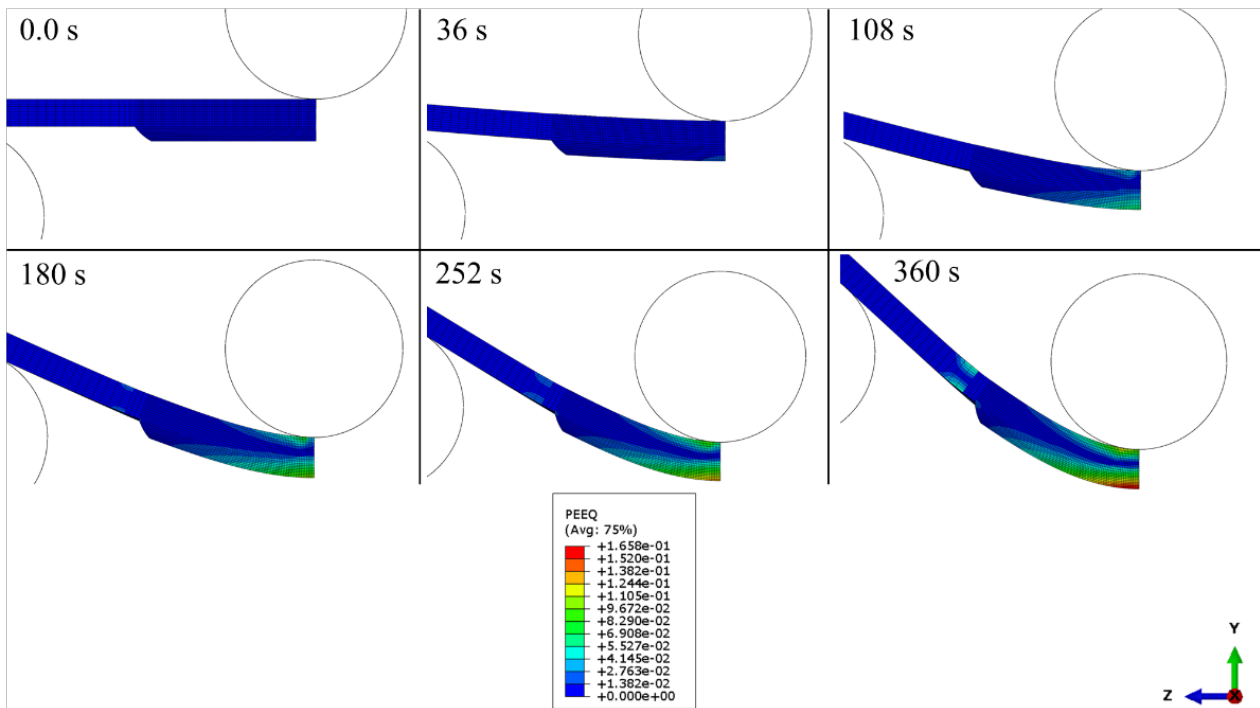 0.0 s
36 s
108 s
180 s
252 s
360 s
PEEQ
(Avg: 75%)
+1.658e-01
+1.520e-01
+1.382e-01
+1.244e-01
+1.105e-01
+9.672e-02
+8.290e-02
+6.908e-02
+5.527e-02
+4.145e-02
+2.763e-02
+1.382e-02
+0.000e+00
Y
Z
X